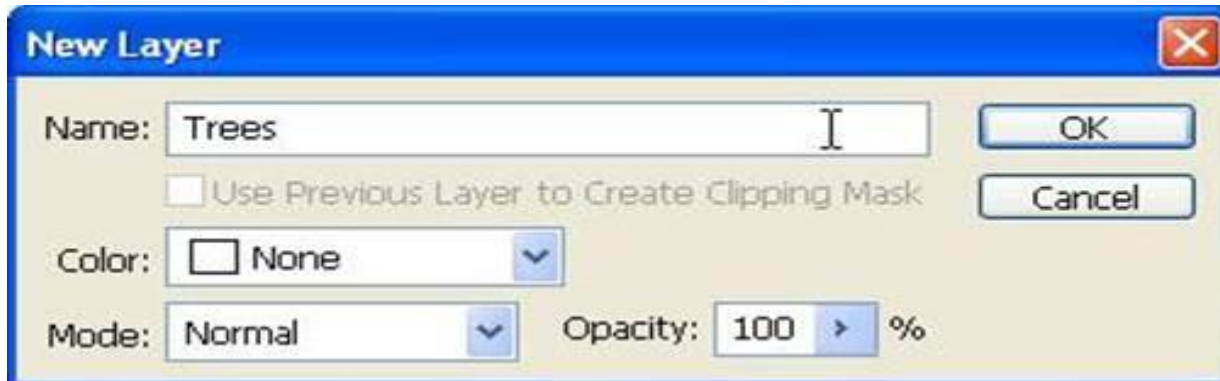 New Layer
Name: Trees OK
Use Previous Layer to Create Clipping Mask Cancel
Color: None
Mode: Normal Opacity: 100 %